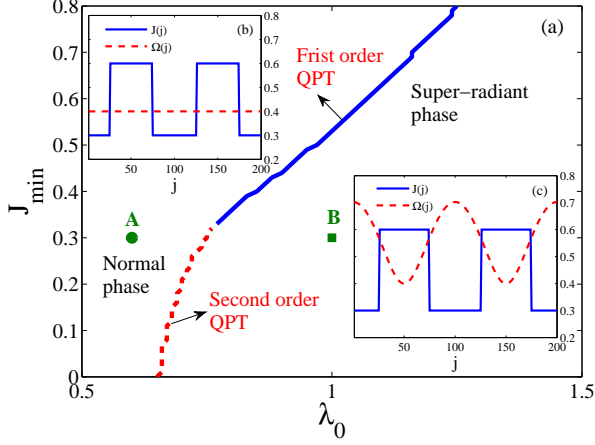 (a)
0.8
0.7
0.6
0.5
0.4
0.3
0.2
0.1
0
J_min
0.5
1
1.5
λ_0
Frist order
QPT
Super−radiant
phase
A
B
Normal
phase
Second order
QPT
(b)
J(j)
Ω(j)
0.8
0.7
0.6
0.5
0.4
0.3
0.2
50
100
150
200
j
(c)
J(j)
Ω(j)
0.8
0.7
0.6
0.5
0.4
0.3
0.2
50
100
150
200
j